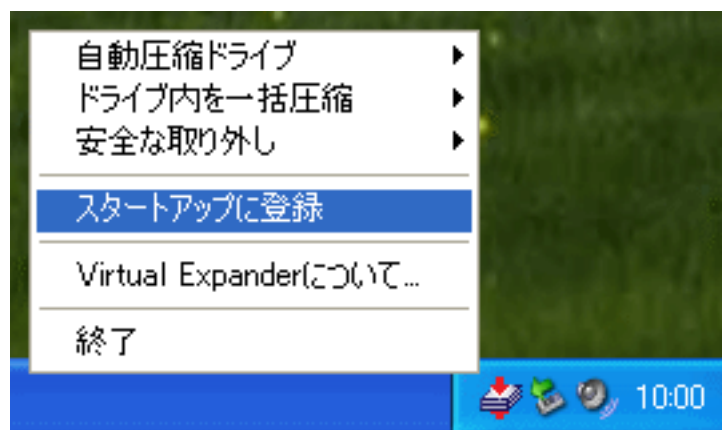 自動圧縮ドライブ
ドライブ内を一括圧縮
安全な取り外し
スタートアップに登録
Virtual Expanderについて...
終了
10:00